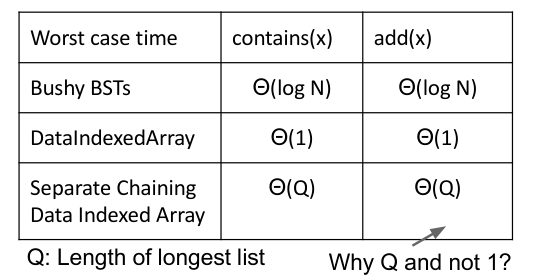 Worst case time contains(x) add(x)
Bushy BSTs Θ(log N) Θ(log N)
DataIndexedArray Θ(1) Θ(1)
Separate Chaining Θ(Q) Θ(Q)
Data Indexed Array
Q: Length of longest list Why Q and not 1?